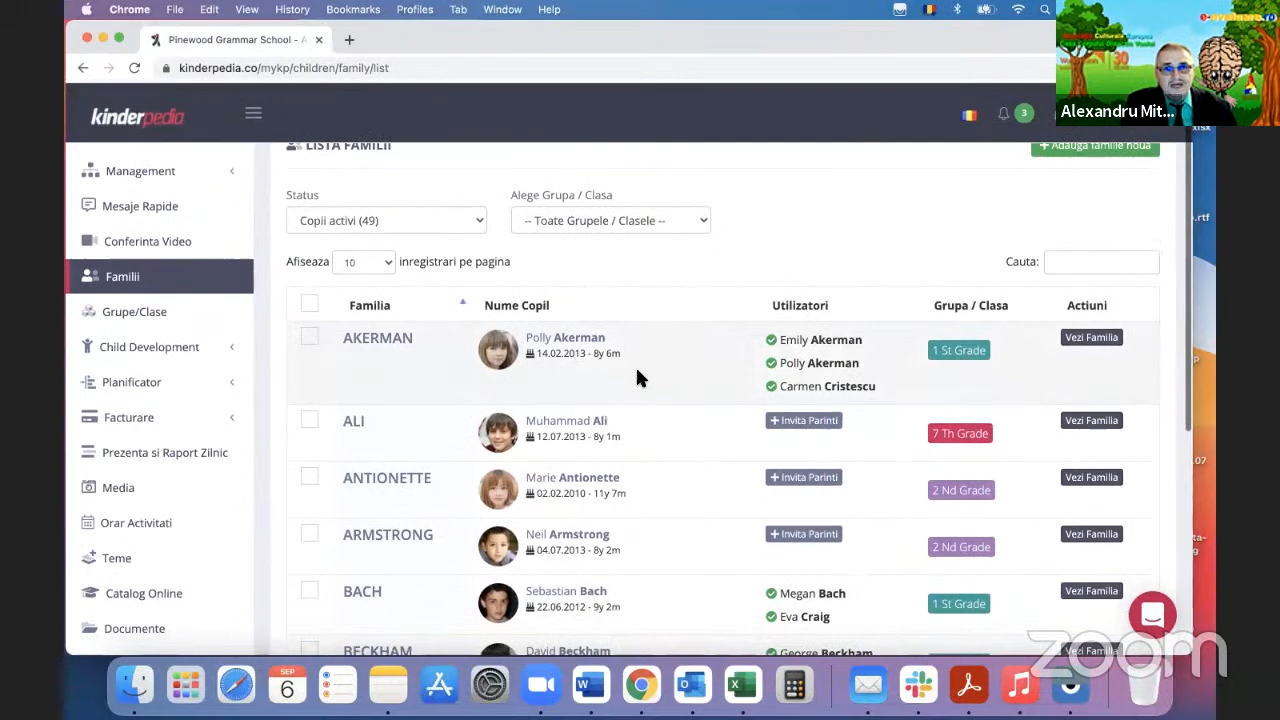 Chrome File Edit View History Bookmarks Profiles Tab Window Help
Pinewood Grammar School - A
kinderpedia.co/mykp/children/family/list
Alexandru Mit...
30
kinderpedia
3
LISTA FAMILII
+ Adauga familie noua
Management
Mesaje Rapide
Conferinta Video
Familii
Grupe/Clase
Child Development
Planificator
Facturare
Prezenta si Raport Zilnic
Media
Orar Activitati
Teme
Catalog Online
Documente
Status
Alege Grupa / Clasa
Copii activi (49)
-- Toate Grupele / Clasele --
Afiseaza 10 inregistrari pe pagina
Cauta:
Familia Nume Copil Utilizatori Grupa / Clasa Actiuni
AKERMAN
Polly Akerman
14.02.2013 - 8y 6m
Emily Akerman
Polly Akerman
Carmen Cristescu
1 St Grade
Vezi Familia
ALI
Muhammad Ali
12.07.2013 - 8y 1m
+ Invita Parinti
7 Th Grade
Vezi Familia
ANTIONETTE
Marie Antionette
02.02.2010 - 11y 7m
+ Invita Parinti
2 Nd Grade
Vezi Familia
ARMSTRONG
Neil Armstrong
04.07.2013 - 8y 2m
+ Invita Parinti
2 Nd Grade
Vezi Familia
BACH
Sebastian Bach
22.06.2012 - 9y 2m
Megan Bach
Eva Craig
1 St Grade
Vezi Familia
BECKHAM
David Beckham
George Beckham
Vezi Familia
.rtf
.07
SEP
6
zoom